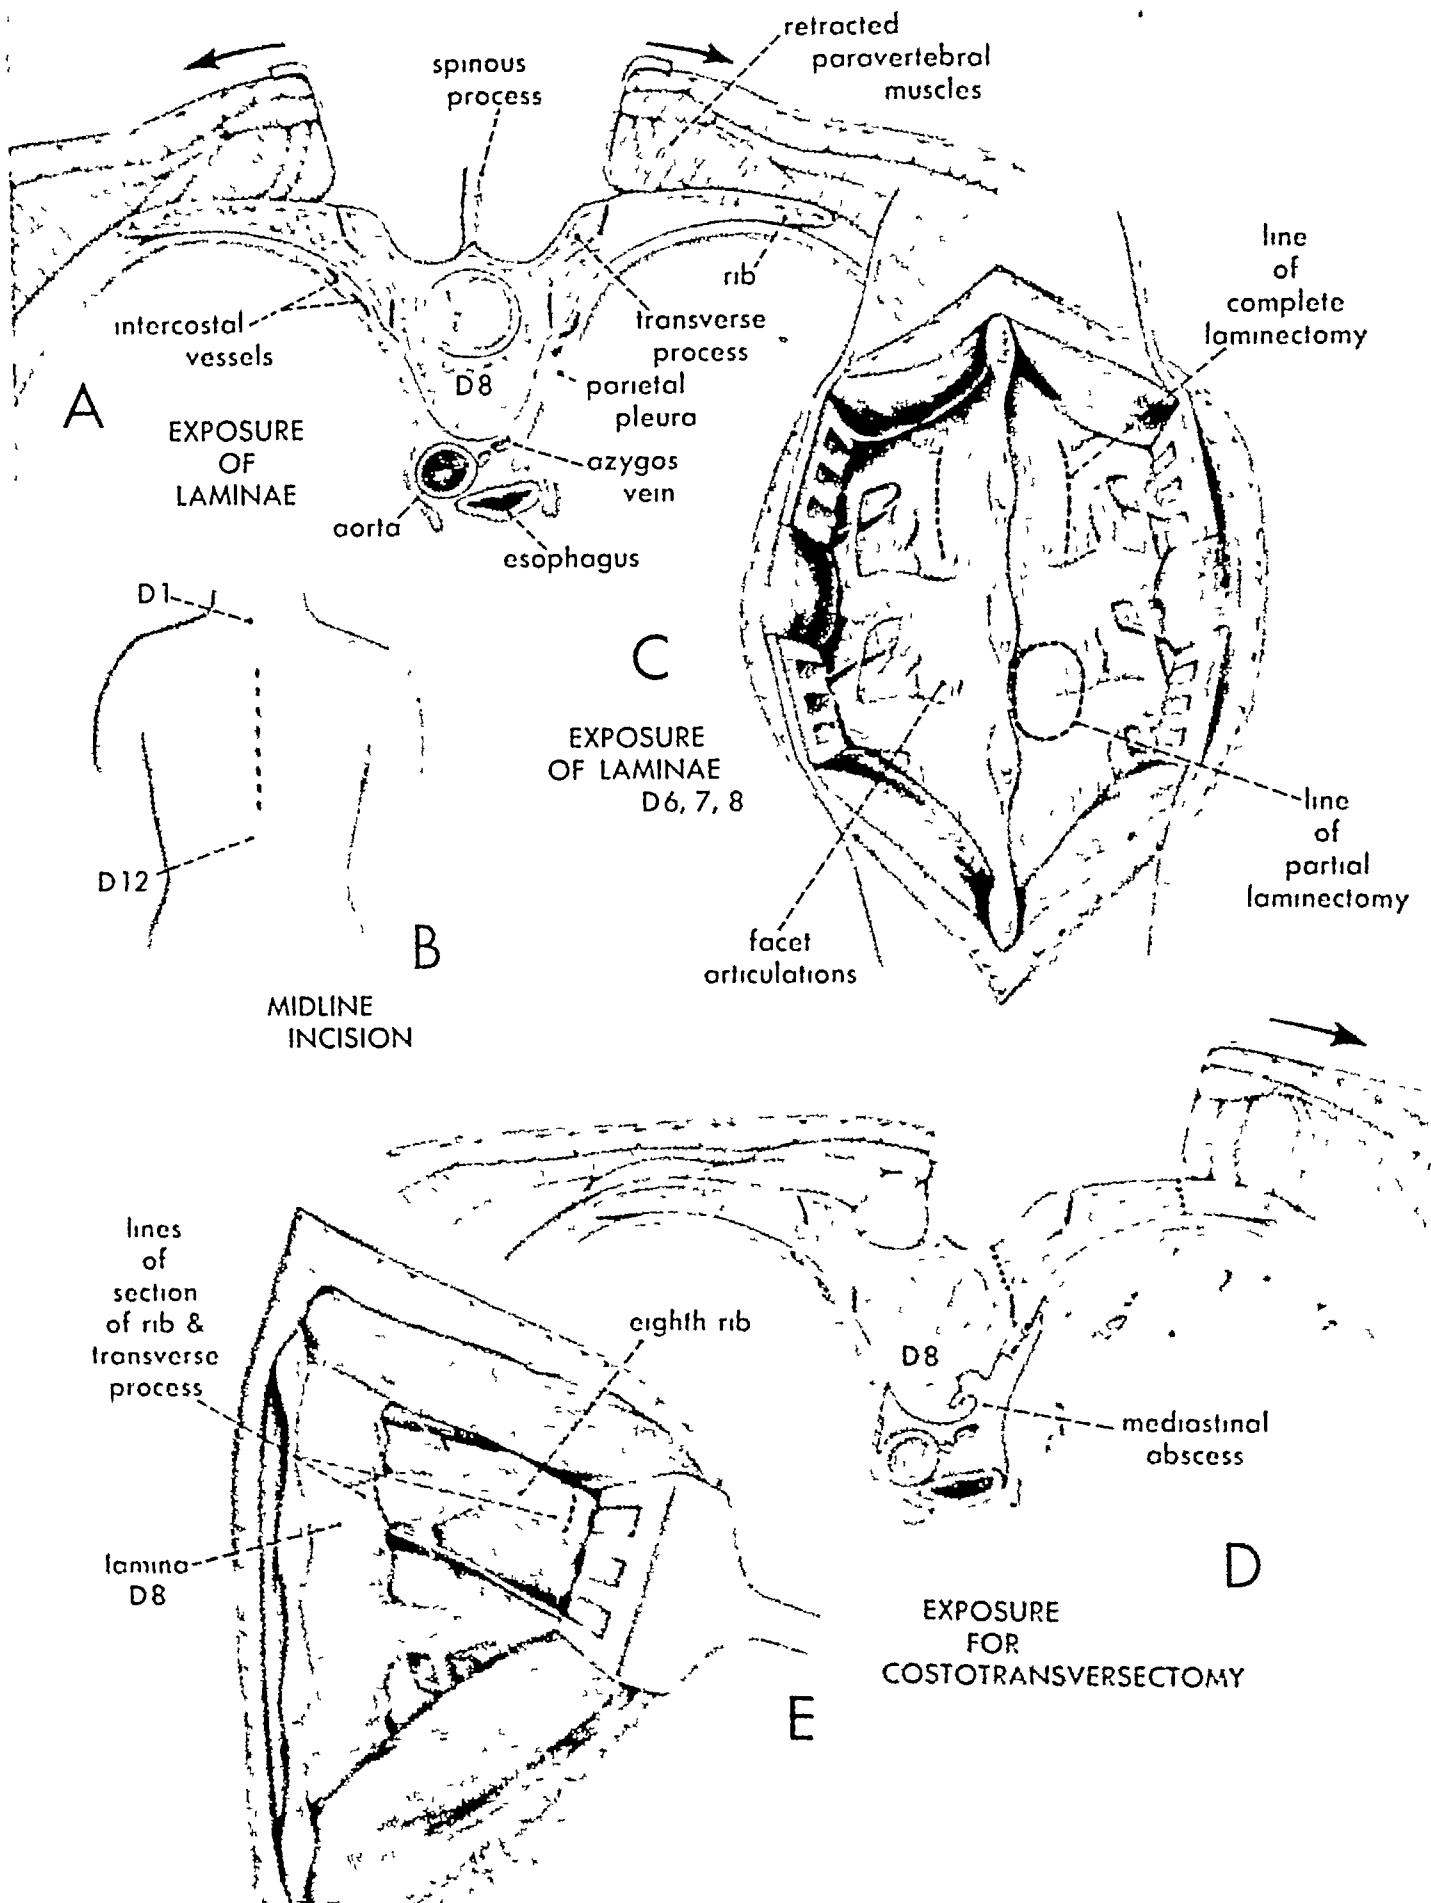 retracted
paravertebral
muscles
spinous
process
rib
transverse
process
parietal
pleura
intercostal
vessels
D8
A
EXPOSURE
OF
LAMINAE
azygos
vein
aorta
esophagus
line
of
complete
laminectomy
D1
D12
B
MIDLINE
INCISION
C
EXPOSURE
OF LAMINAE
D6, 7, 8
line
of
partial
laminectomy
facet
articulations
lines
of
section
of rib &
transverse
process
eighth rib
lamina
D8
E
D8
mediastinal
abscess
D
EXPOSURE
FOR
COSTOTRANSVERSECTOMY